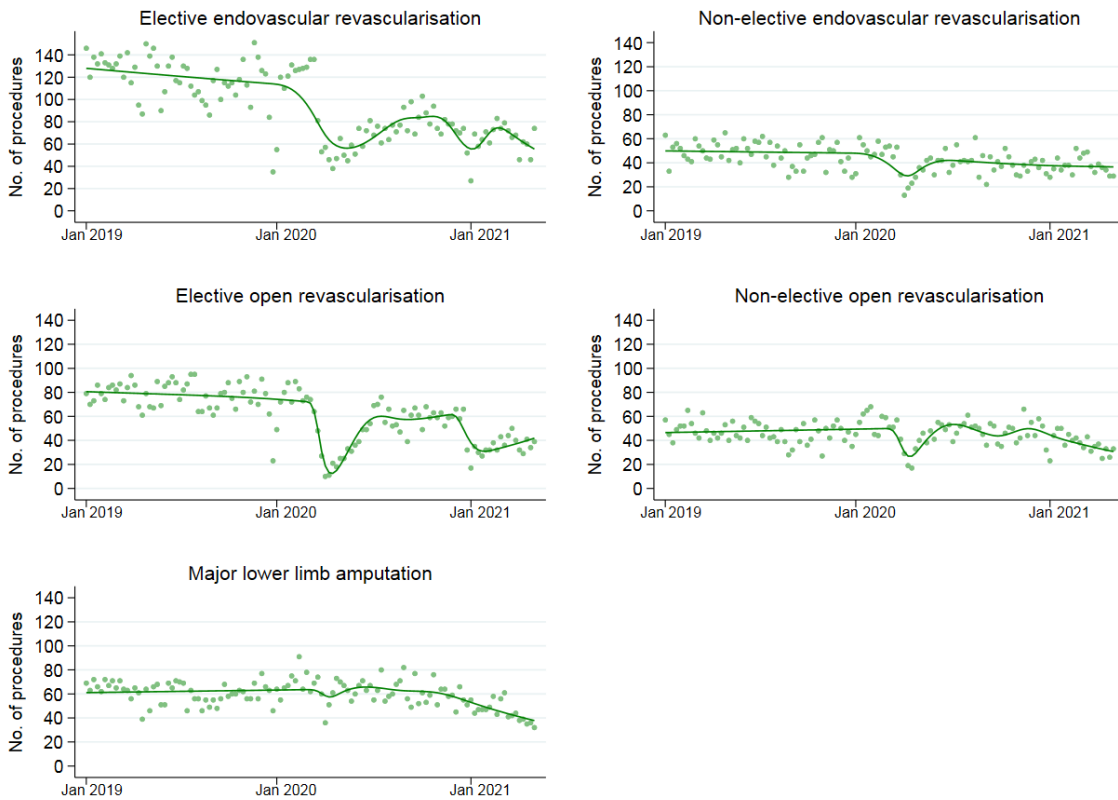 Elective endovascular revascularisation
No. of procedures
140
120
100
80
60
40
20
0
Jan 2019
Jan 2020
Jan 2021
Non-elective endovascular revascularisation
No. of procedures
140
120
100
80
60
40
20
0
Jan 2019
Jan 2020
Jan 2021
Elective open revascularisation
No. of procedures
140
120
100
80
60
40
20
0
Jan 2019
Jan 2020
Jan 2021
Non-elective open revascularisation
No. of procedures
140
120
100
80
60
40
20
0
Jan 2019
Jan 2020
Jan 2021
Major lower limb amputation
No. of procedures
140
120
100
80
60
40
20
0
Jan 2019
Jan 2020
Jan 2021